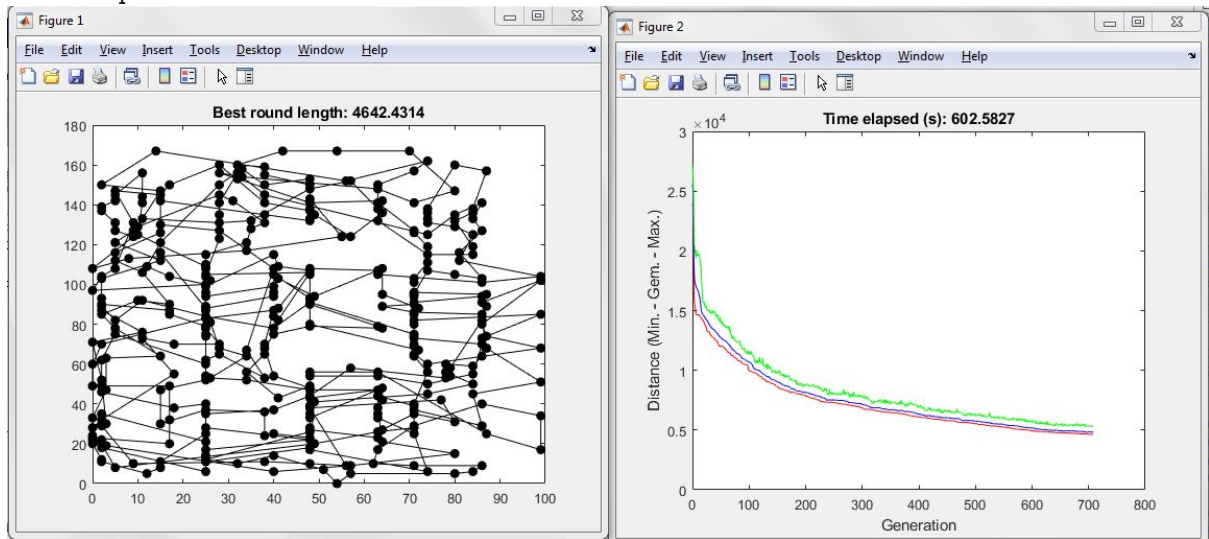 Figure 1
File Edit View Insert Tools Desktop Window Help
Best round length: 4642.4314
180
160
140
120
100
80
60
40
20
0
0 10 20 30 40 50 60 70 80 90 100
Figure 2
File Edit View Insert Tools Desktop Window Help
Time elapsed (s): 602.5827
×10⁴
3
2.5
2
1.5
1
0.5
0
Distance (Min. - Gem. - Max.)
0 100 200 300 400 500 600 700 800
Generation